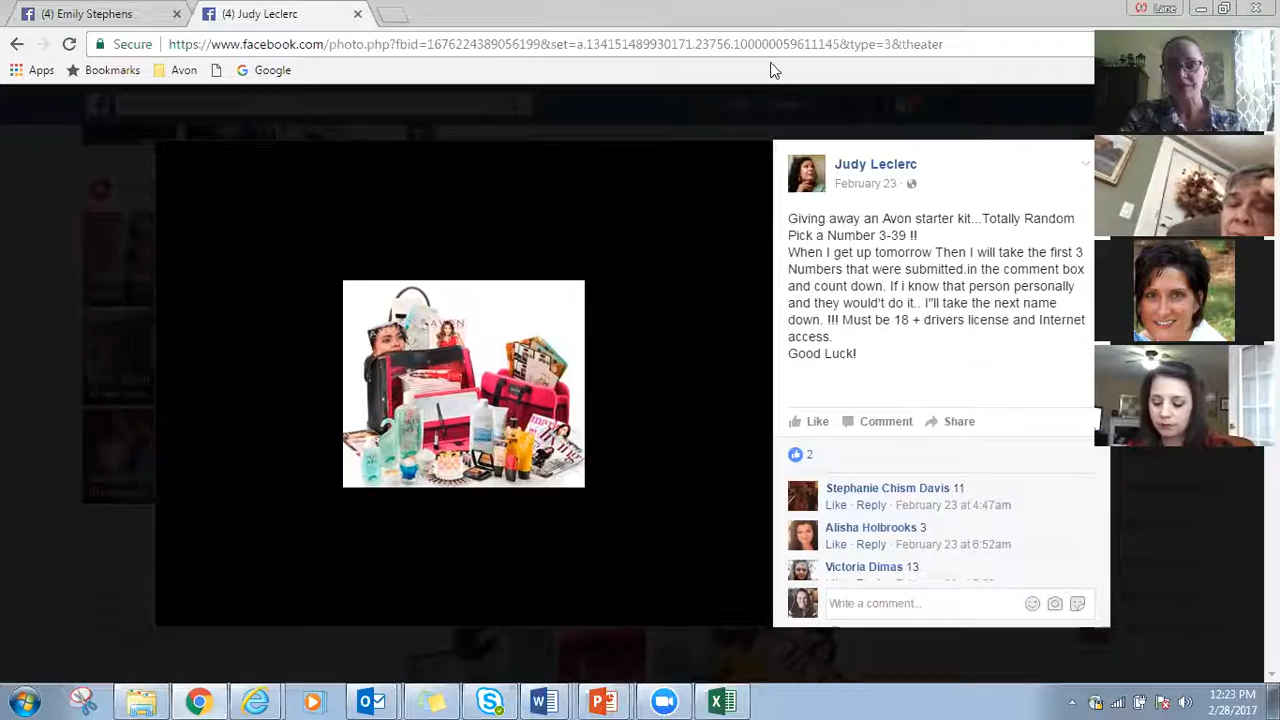 (4) Emily Stephens
(4) Judy Leclerc
Lane
Secure
https://www.facebook.com/photo.php?fbid=1676224339056199&set=a.134151489930171.23756.100000059611145&type=3&theater
Apps
Bookmarks
Avon
Google
Judy Leclerc
February 23 ·
Giving away an Avon starter kit...Totally Random
Pick a Number 3-39 !!
When I get up tomorrow Then I will take the first 3
Numbers that were submitted.in the comment box
and count down. If i know that person personally
and they would't do it.. I"ll take the next name
down. !!! Must be 18 + drivers license and Internet
access.
Good Luck!
Like
Comment
Share
2
Stephanie Chism Davis 11
Like · Reply · February 23 at 4:47am
Alisha Holbrooks 3
Like · Reply · February 23 at 6:52am
Victoria Dimas 13
Write a comment...
AVON
12:23 PM
2/28/2017